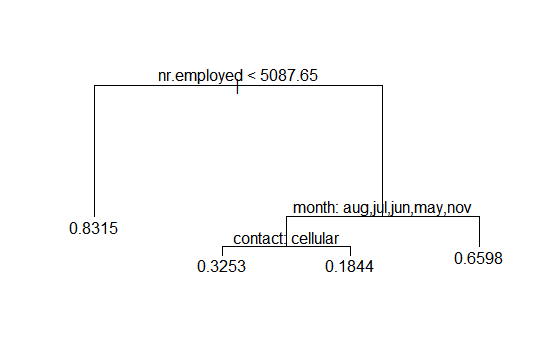 nr.employed < 5087.65
month: aug,jul,jun,may,nov
0.8315
contact: cellular
0.6598
0.3253
0.1844